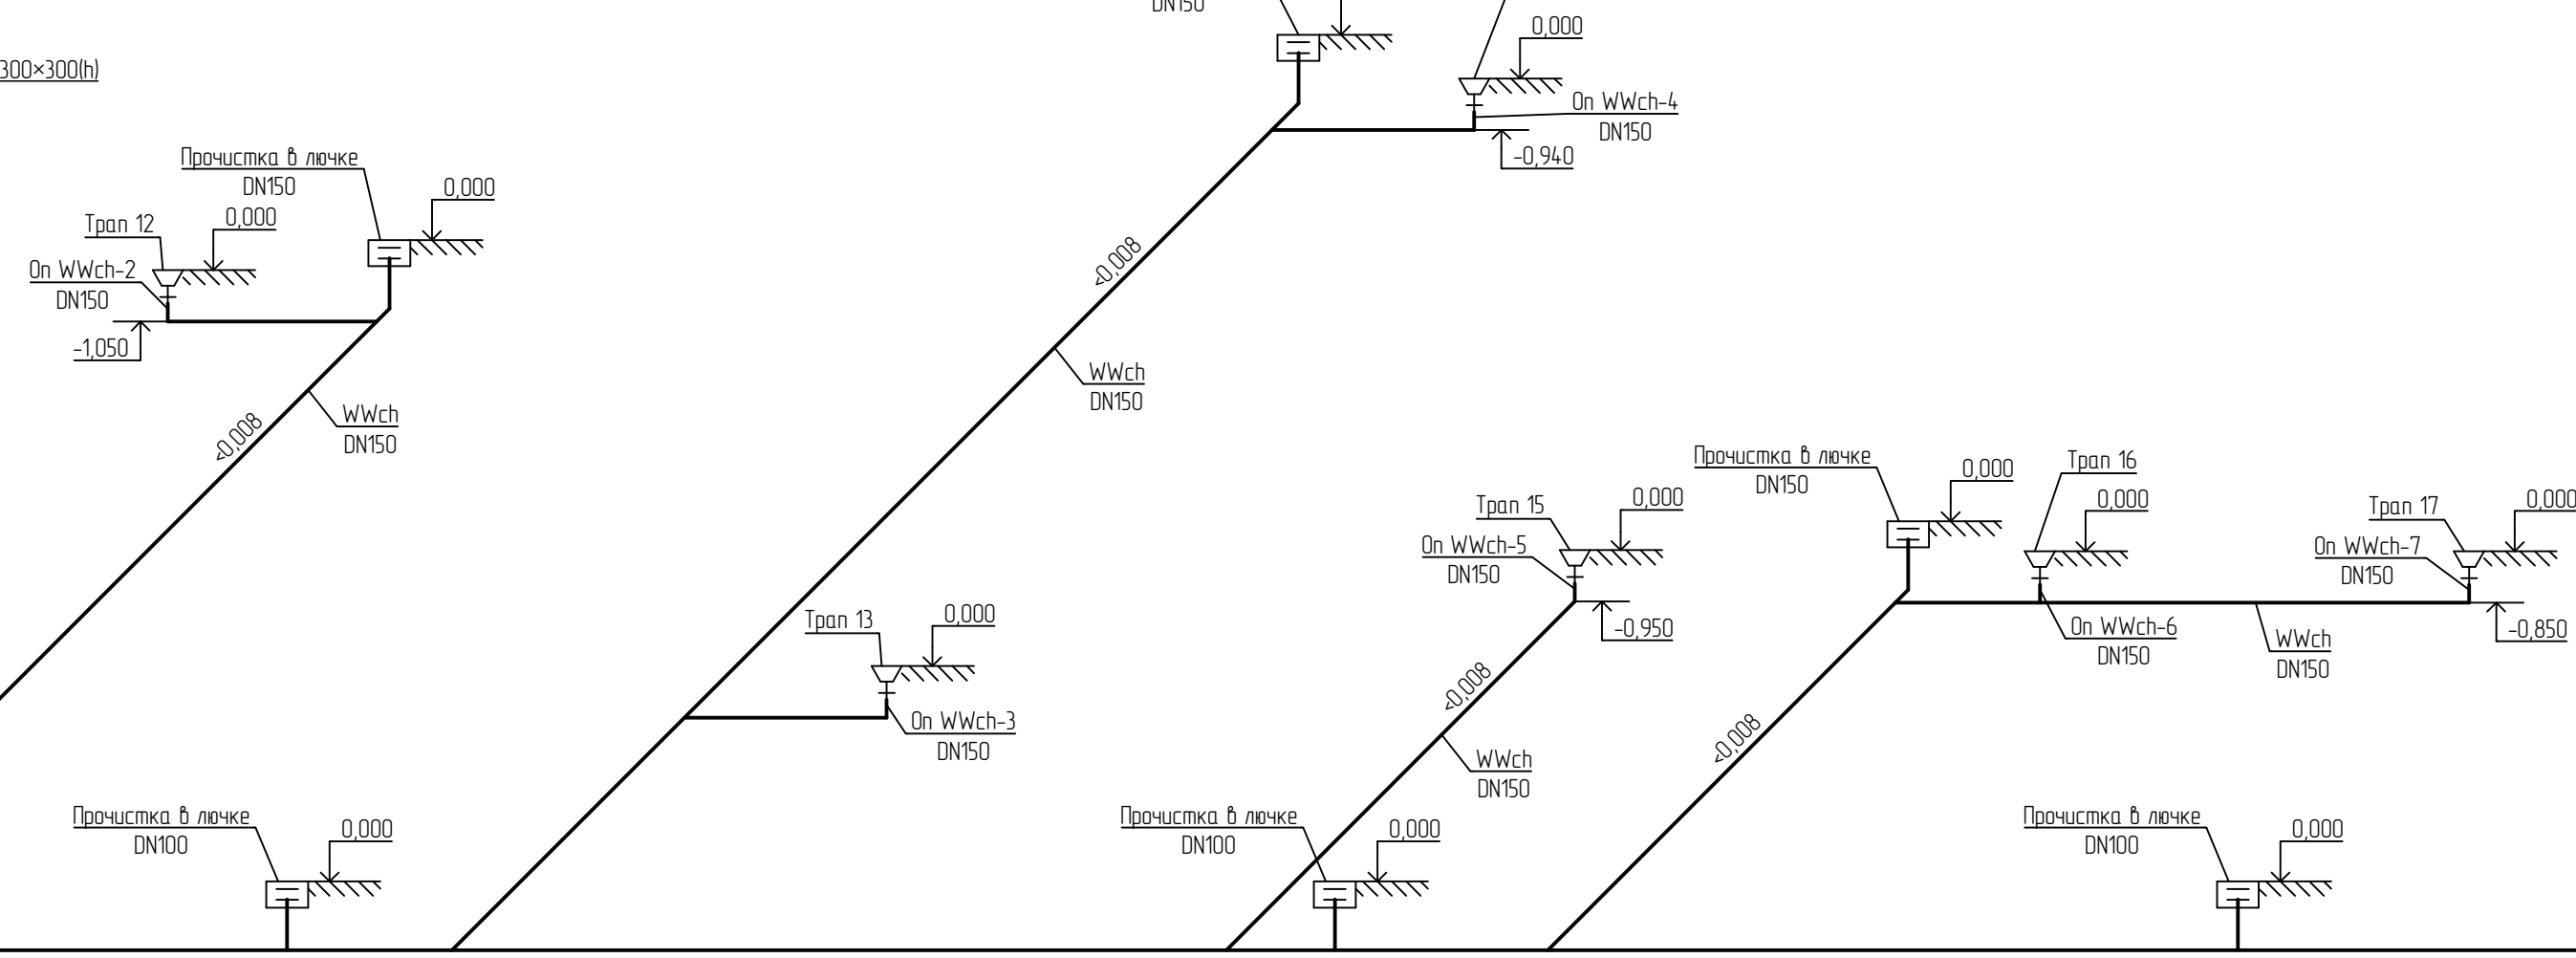 DN150
300×300(h)
0,000
Оп WWch-4
DN150
-0,940
Прочистка в лючке
DN150
0,000
Трап 12
0,000
Оп WWch-2
DN150
-1,050
<0,008
WWch
DN150
<0,008
WWch
DN150
Прочистка в лючке
DN150
0,000
Трап 16
0,000
Трап 15
0,000
Оп WWch-5
DN150
-0,950
Трап 17
0,000
Оп WWch-7
DN150
-0,850
Оп WWch-6
DN150
WWch
DN150
Трап 13
0,000
Оп WWch-3
DN150
<0,008
WWch
DN150
<0,008
Прочистка в лючке
DN100
0,000
Прочистка в лючке
DN100
0,000
Прочистка в лючке
DN100
0,000